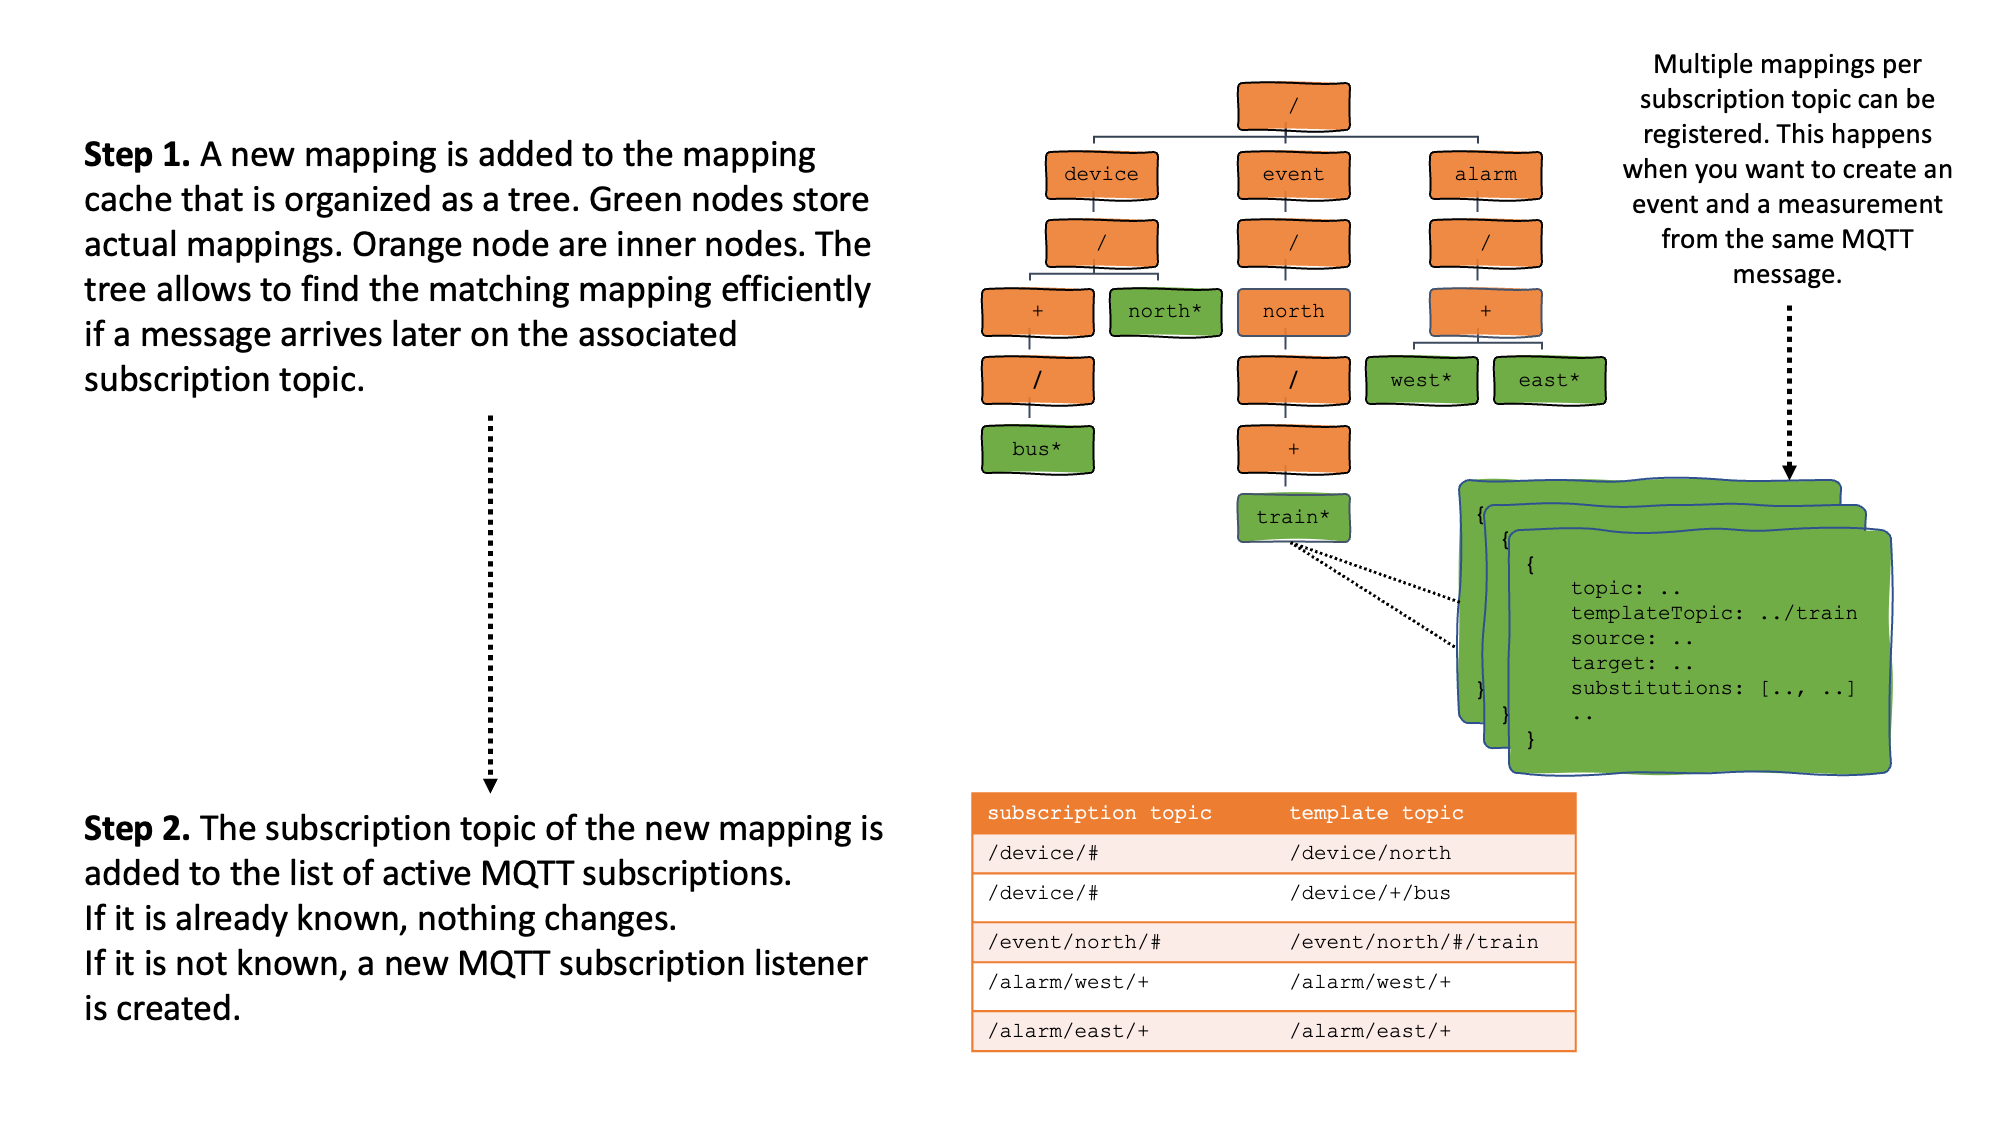 Step 1. A new mapping is added to the mapping
cache that is organized as a tree. Green nodes store
actual mappings. Orange node are inner nodes. The
tree allows to find the matching mapping efficiently
if a message arrives later on the associated
subscription topic.
Step 2. The subscription topic of the new mapping is
added to the list of active MQTT subscriptions.
If it is already known, nothing changes.
If it is not known, a new MQTT subscription listener
is created.
/
device event alarm
/ / /
+ north* north +
/ / west* east*
bus* +
train*
Multiple mappings per
subscription topic can be
registered. This happens
when you want to create an
event and a measurement
from the same MQTT
message.
{
{
{
topic: ..
templateTopic: ../train
source: ..
target: ..
substitutions: [.., ..]
..
}
}
}
subscription topic template topic
/device/# /device/north
/device/# /device/+/bus
/event/north/# /event/north/#/train
/alarm/west/+ /alarm/west/+
/alarm/east/+ /alarm/east/+